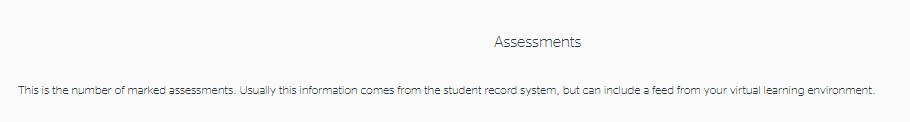 Assessments
This is the number of marked assessments. Usually this information comes from the student record system, but can include a feed from your virtual learning environment.